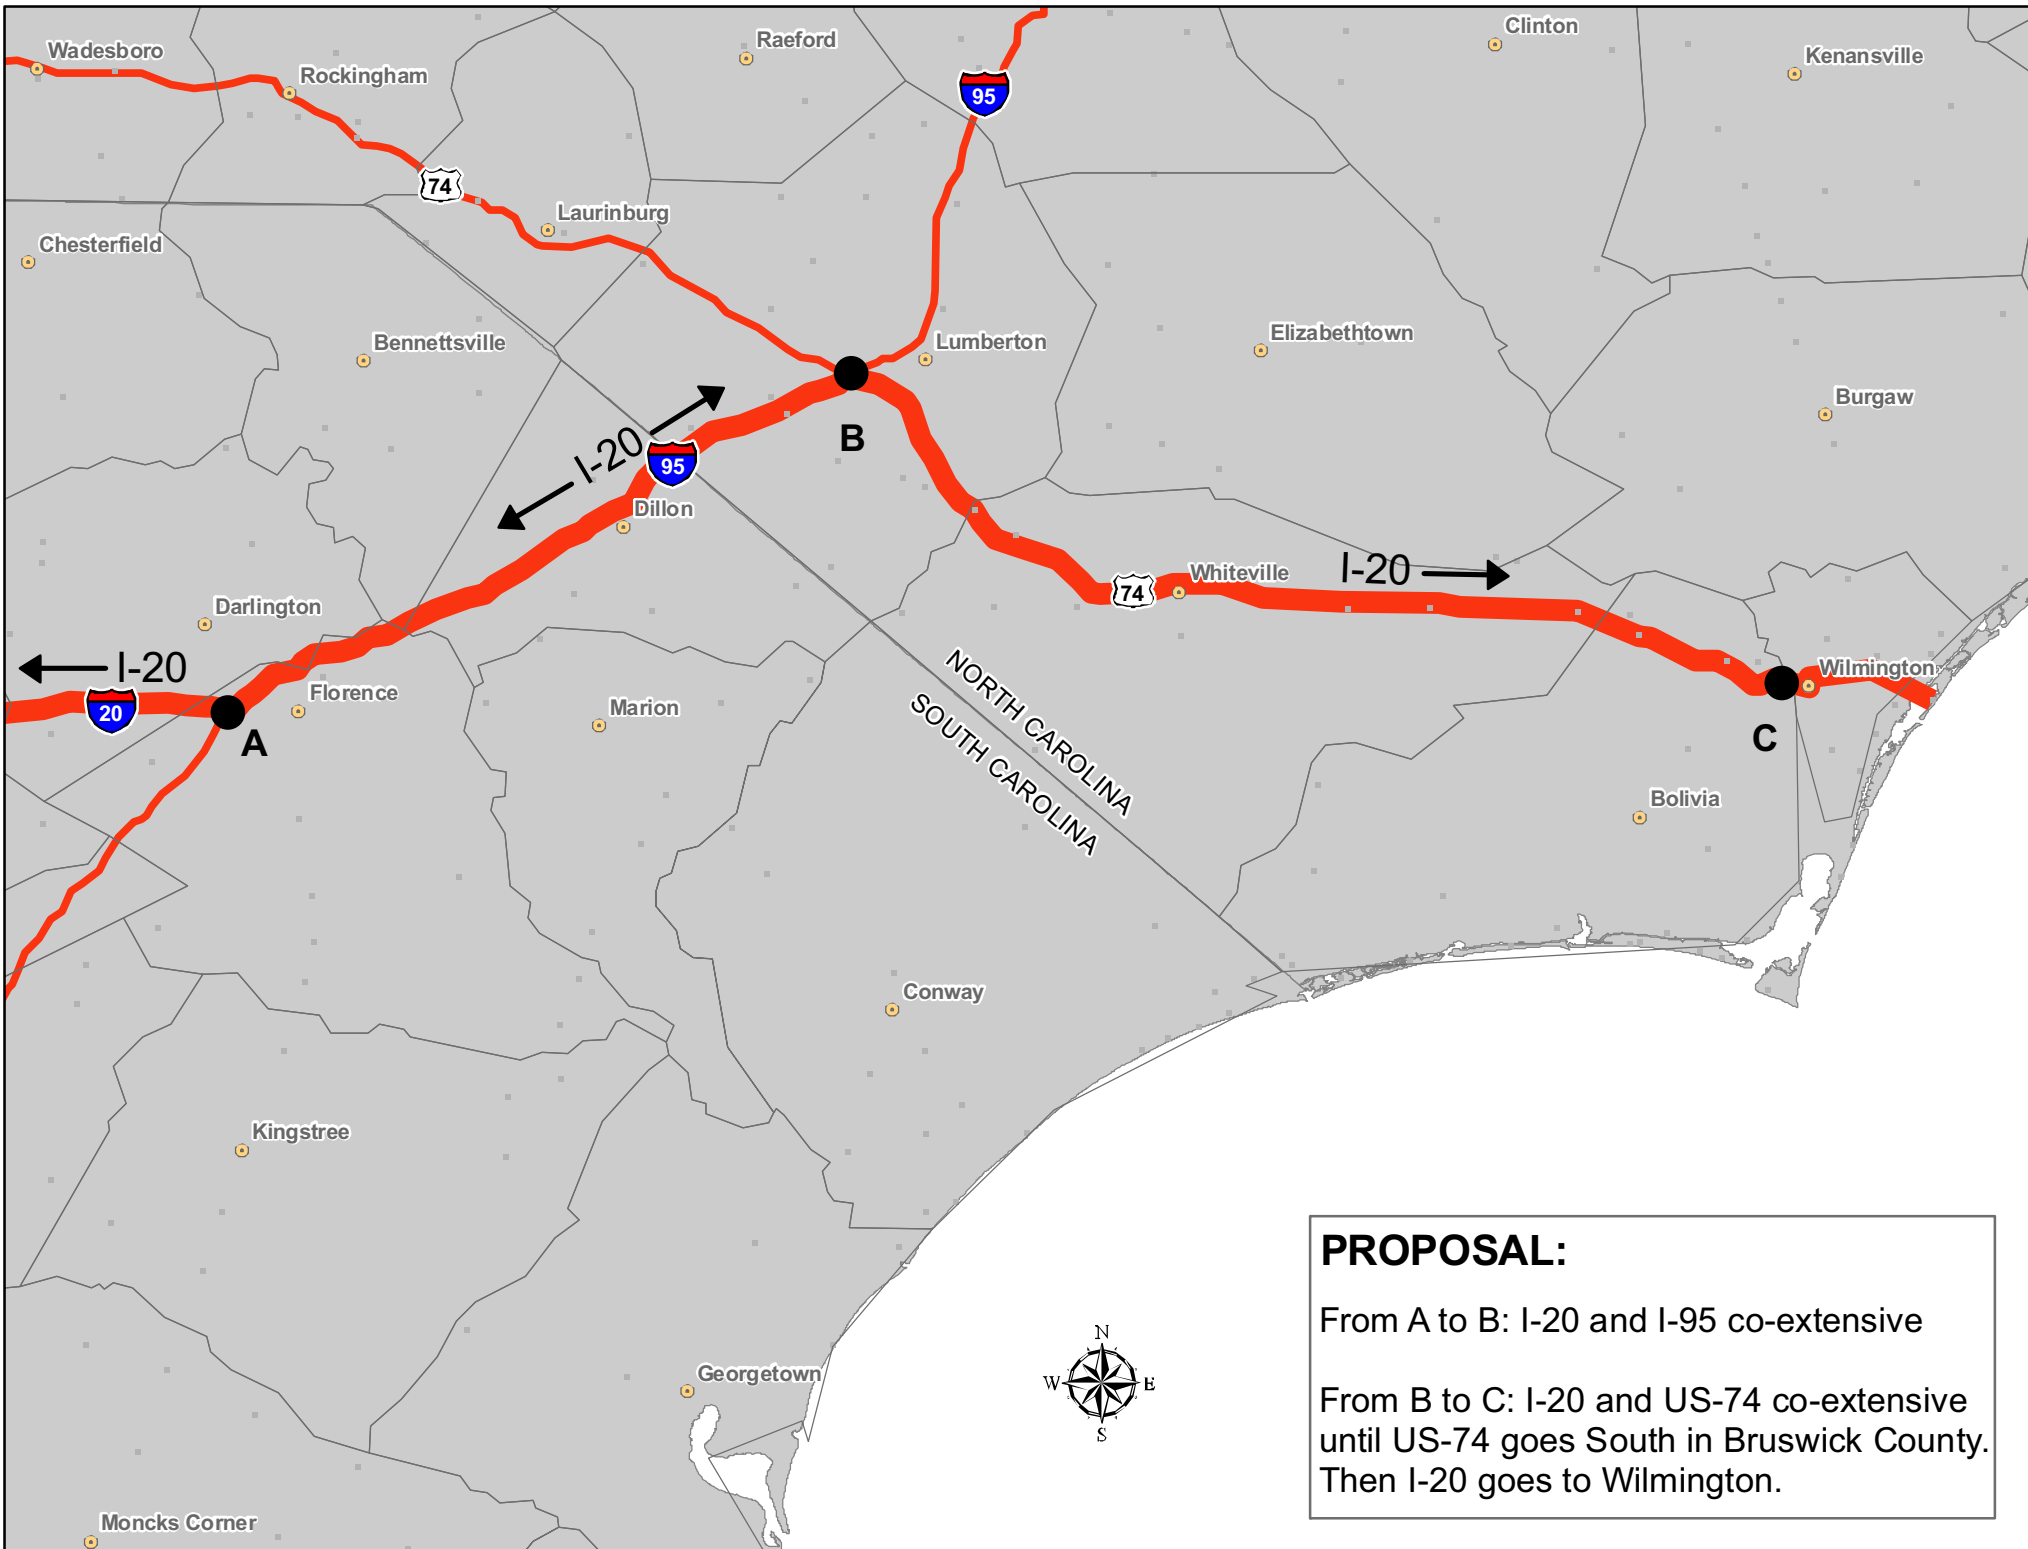 Wadesboro
Rockingham
Raeford
Clinton
Kenansville
95
74
Laurinburg
Chesterfield
Bennettsville
Lumberton
Elizabethtown
Burgaw
B
I-20
95
Dillon
I-20
Whiteville
74
Darlington
I-20
20
A
Florence
Marion
NORTH CAROLINA
SOUTH CAROLINA
Wilmington
C
Bolivia
Conway
Kingstree
Georgetown
Moncks Corner
N
W E
S
PROPOSAL:
From A to B: I-20 and I-95 co-extensive
From B to C: I-20 and US-74 co-extensive
until US-74 goes South in Bruswick County.
Then I-20 goes to Wilmington.